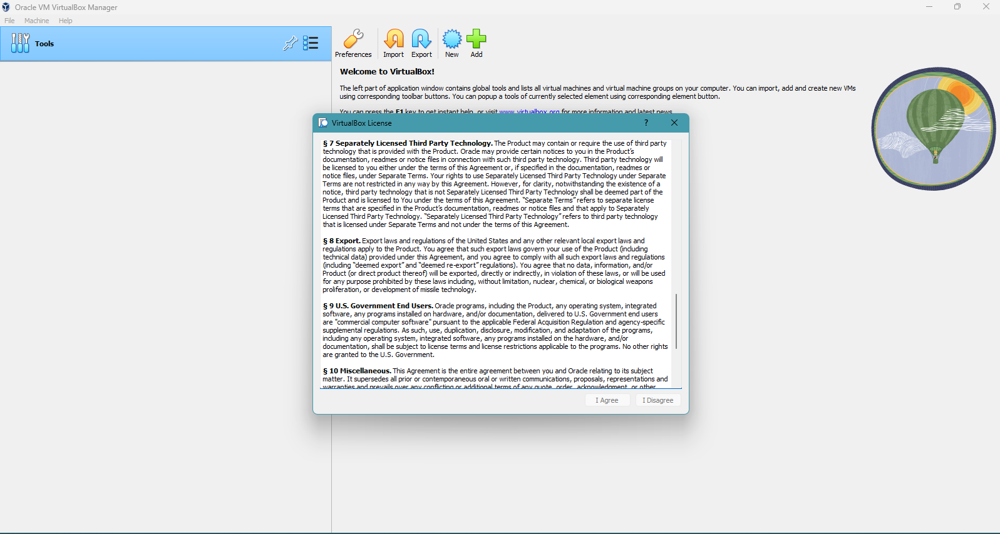 Oracle VM VirtualBox Manager
File Machine Help
Tools
Preferences Import Export New Add
Welcome to VirtualBox!
The left part of application window contains global tools and lists all virtual machines and virtual machine groups on your computer. You can import, add and create new VMs
using corresponding toolbar buttons. You can popup a tools of currently selected element using corresponding element button.
You can press the F1 key to get instant help, or visit www.virtualbox.org for more information and latest news.
VirtualBox License
?
§ 7 Separately Licensed Third Party Technology. The Product may contain or require the use of third party
technology that is provided with the Product. Oracle may provide certain notices to you in the Product’s
documentation, readmes or notice files in connection with such third party technology. Third party technology will
be licensed to you either under the terms of this Agreement or, if specified in the documentation, readmes or
notice files, under Separate Terms. Your rights to use Separately Licensed Third Party Technology under Separate
Terms are not restricted in any way by this Agreement. However, for clarity, notwithstanding the existence of a
notice, third party technology that is not Separately Licensed Third Party Technology shall be deemed part of the
Product and is licensed to You under the terms of this Agreement. “Separate Terms” refers to separate license
terms that are specified in the Product’s documentation, readmes or notice files and that apply to Separately
Licensed Third Party Technology. “Separately Licensed Third Party Technology” refers to third party technology
that is licensed under Separate Terms and not under the terms of this Agreement.
§ 8 Export. Export laws and regulations of the United States and any other relevant local export laws and
regulations apply to the Product. You agree that such export laws govern your use of the Product (including
technical data) provided under this Agreement, and you agree to comply with all such export laws and regulations
(including “deemed export” and “deemed re-export” regulations). You agree that no data, information, and/or
Product (or direct product thereof) will be exported, directly or indirectly, in violation of these laws, or will be used
for any purpose prohibited by these laws including, without limitation, nuclear, chemical, or biological weapons
proliferation, or development of missile technology.
§ 9 U.S. Government End Users. Oracle programs, including the Product, any operating system, integrated
software, any programs installed on hardware, and/or documentation, delivered to U.S. Government end users
are "commercial computer software" pursuant to the applicable Federal Acquisition Regulation and agency-specific
supplemental regulations. As such, use, duplication, disclosure, modification, and adaptation of the programs,
including any operating system, integrated software, any programs installed on the hardware, and/or
documentation, shall be subject to license terms and license restrictions applicable to the programs. No other rights
are granted to the U.S. Government.
§ 10 Miscellaneous. This Agreement is the entire agreement between you and Oracle relating to its subject
matter. It supersedes all prior or contemporaneous oral or written communications, proposals, representations and
warranties and prevails over any conflicting or additional terms of any quote, order, acknowledgment, or other
I Agree I Disagree